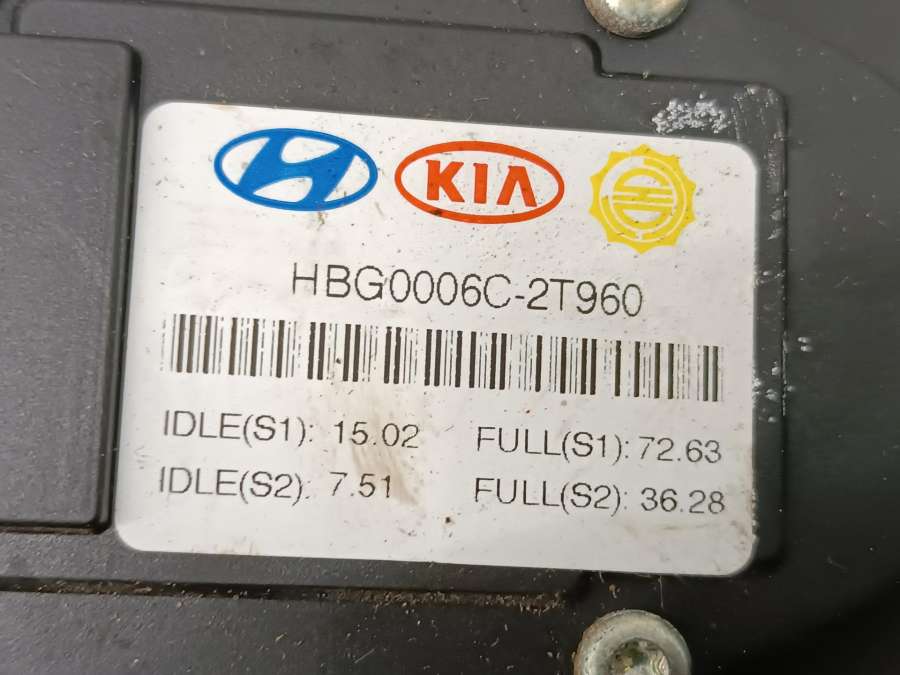 KIA
HBG0006C-2T960
IDLE(S1): 15.02 FULL(S1): 72.63
IDLE(S2): 7.51 FULL(S2): 36.28